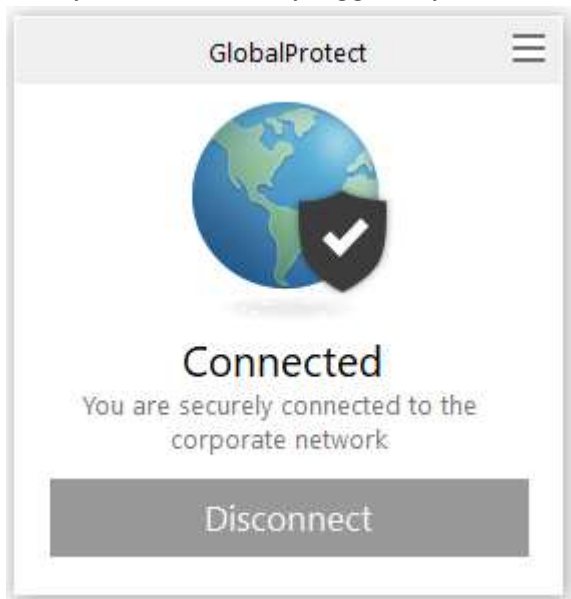 GlobalProtect
Connected
You are securely connected to the
corporate network
Disconnect